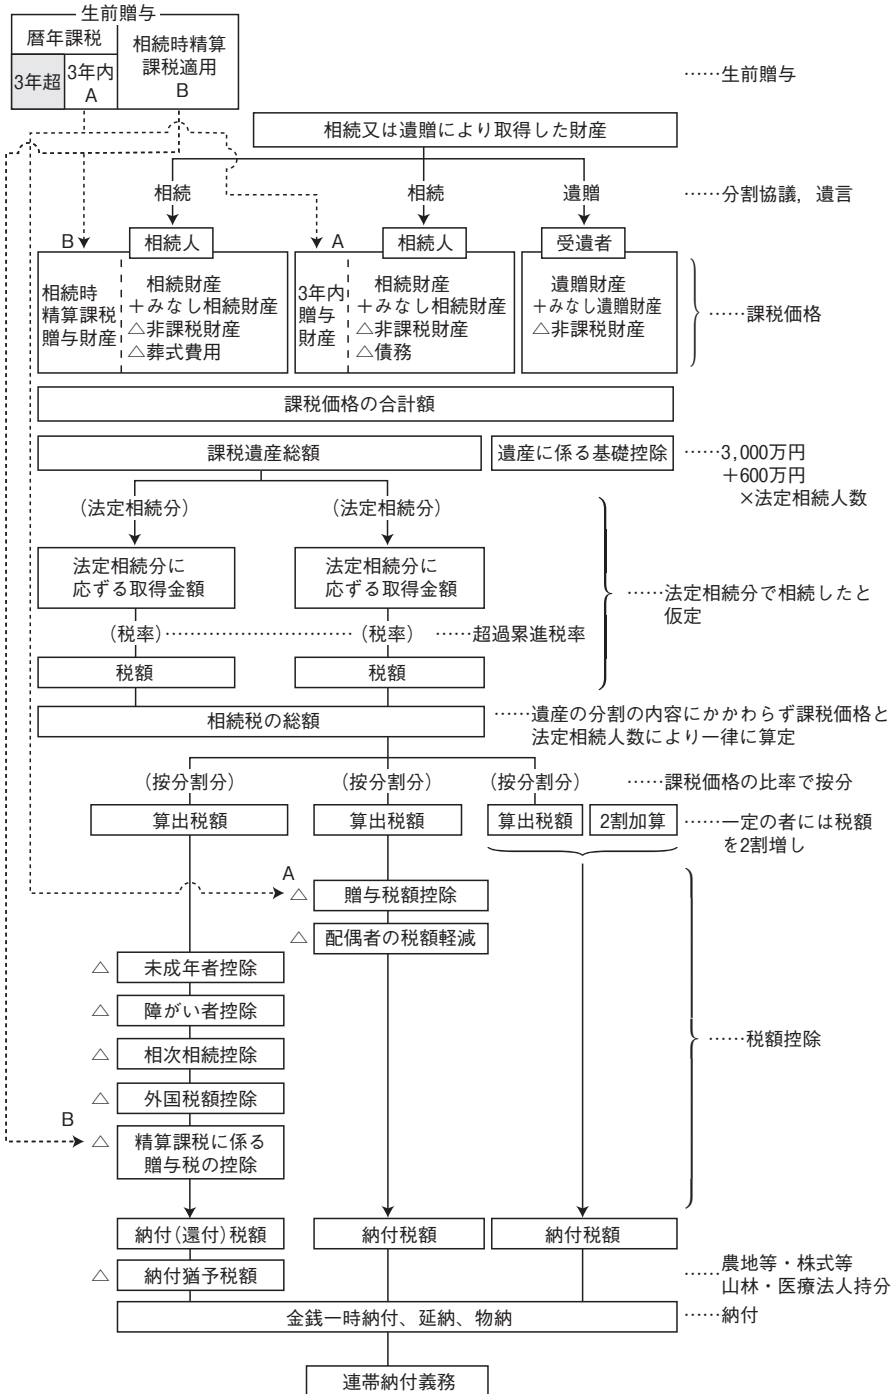 生前贈与
暦年課税
3年超
3年内
A
相続時精算
課税適用
B
……生前贈与
相続又は遺贈により取得した財産
相続
相続
遺贈
……分割協議，遺言
B
相続人
A
相続人
受遺者
相続時
精算課税
贈与財産
相続財産
＋みなし相続財産
△非課税財産
△葬式費用
3年内
贈与
財産
相続財産
＋みなし相続財産
△非課税財産
△債務
遺贈財産
＋みなし遺贈財産
△非課税財産
……課税価格
課税価格の合計額
課税遺産総額
遺産に係る基礎控除
……3,000万円
＋600万円
×法定相続人数
(法定相続分)
(法定相続分)
法定相続分に
応ずる取得金額
法定相続分に
応ずる取得金額
……法定相続分で相続したと
仮定
(税率)……………………………(税率) ……超過累進税率
税額
税額
相続税の総額
……遺産の分割の内容にかかわらず課税価格と
法定相続人数により一律に算定
(按分割分)
(按分割分)
(按分割分)
……課税価格の比率で按分
算出税額
算出税額
算出税額
2割加算
……一定の者には税額
を2割増し
A
△ 贈与税額控除
△ 配偶者の税額軽減
△ 未成年者控除
△ 障がい者控除
△ 相次相続控除
……税額控除
△ 外国税額控除
B
△ 精算課税に係る
贈与税の控除
納付(還付)税額
納付税額
納付税額
△ 納付猶予税額
……農地等・株式等
山林・医療法人持分
金銭一時納付、延納、物納
……納付
連帯納付義務